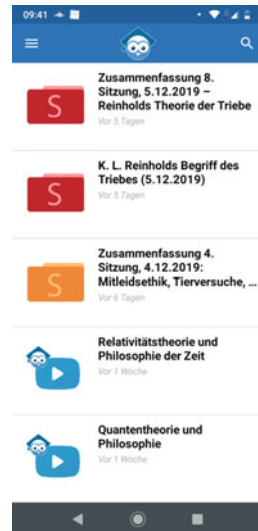 09:41
S
Zusammenfassung 8.
Sitzung, 5.12.2019 –
Reinholds Theorie der Triebe
Vor 5 Tagen
S
K. L. Reinholds Begriff des
Triebes (5.12.2019)
Vor 5 Tagen
S
Zusammenfassung 4.
Sitzung, 4.12.2019:
Mitleidsethik, Tierversuche, ...
Vor 6 Tagen
Relativitätstheorie und
Philosophie der Zeit
Vor 1 Woche
Quantentheorie und
Philosophie
Vor 1 Woche